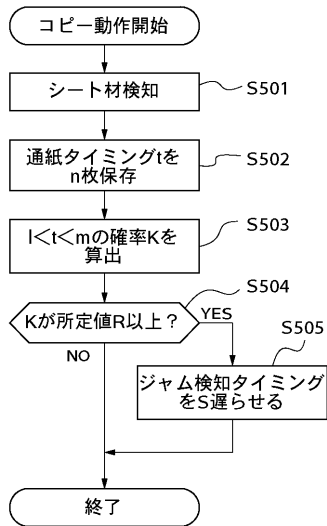 コピー動作開始
シート材検知
S501
通紙タイミングtを
n枚保存
S502
l＜t＜mの確率Kを
算出
S503
Kが所定値R以上？
S504
YES
NO
ジャム検知タイミング
をS遅らせる
S505
終了